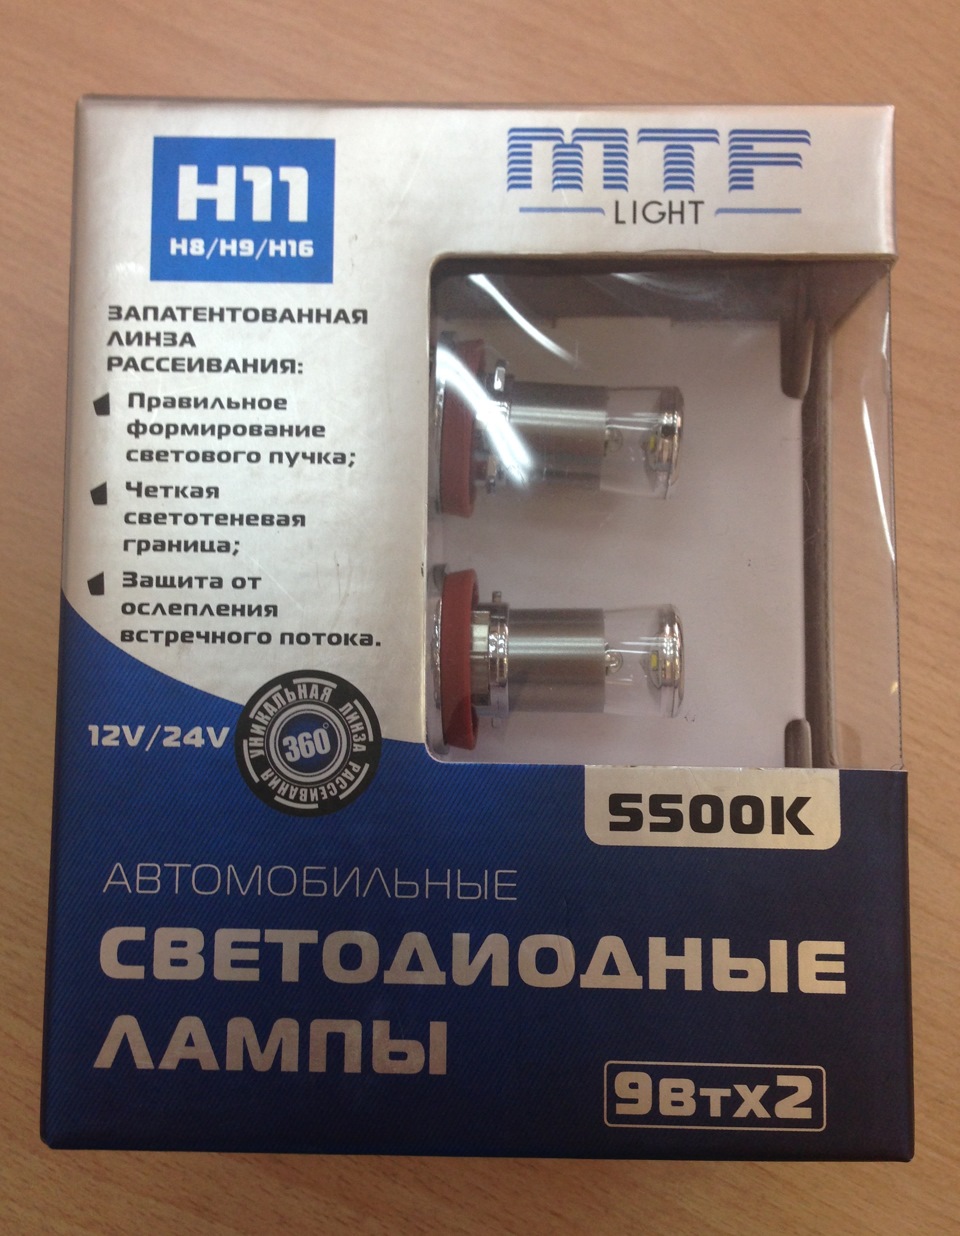 H11
H8/H9/H16
MTF
LIGHT
ЗАПАТЕНТОВАННАЯ
ЛИНЗА
РАССЕИВАНИЯ:
Правильное
формирование
светового пучка;
Четкая
светотеневая
граница;
Защита от
ослепления
встречного потока.
12V/24V
УНИКАЛЬНАЯ ЛИНЗА РАССЕИВАНИЯ
360°
5500K
АВТОМОБИЛЬНЫЕ
СВЕТОДИОДНЫЕ
ЛАМПЫ
9ВтX2